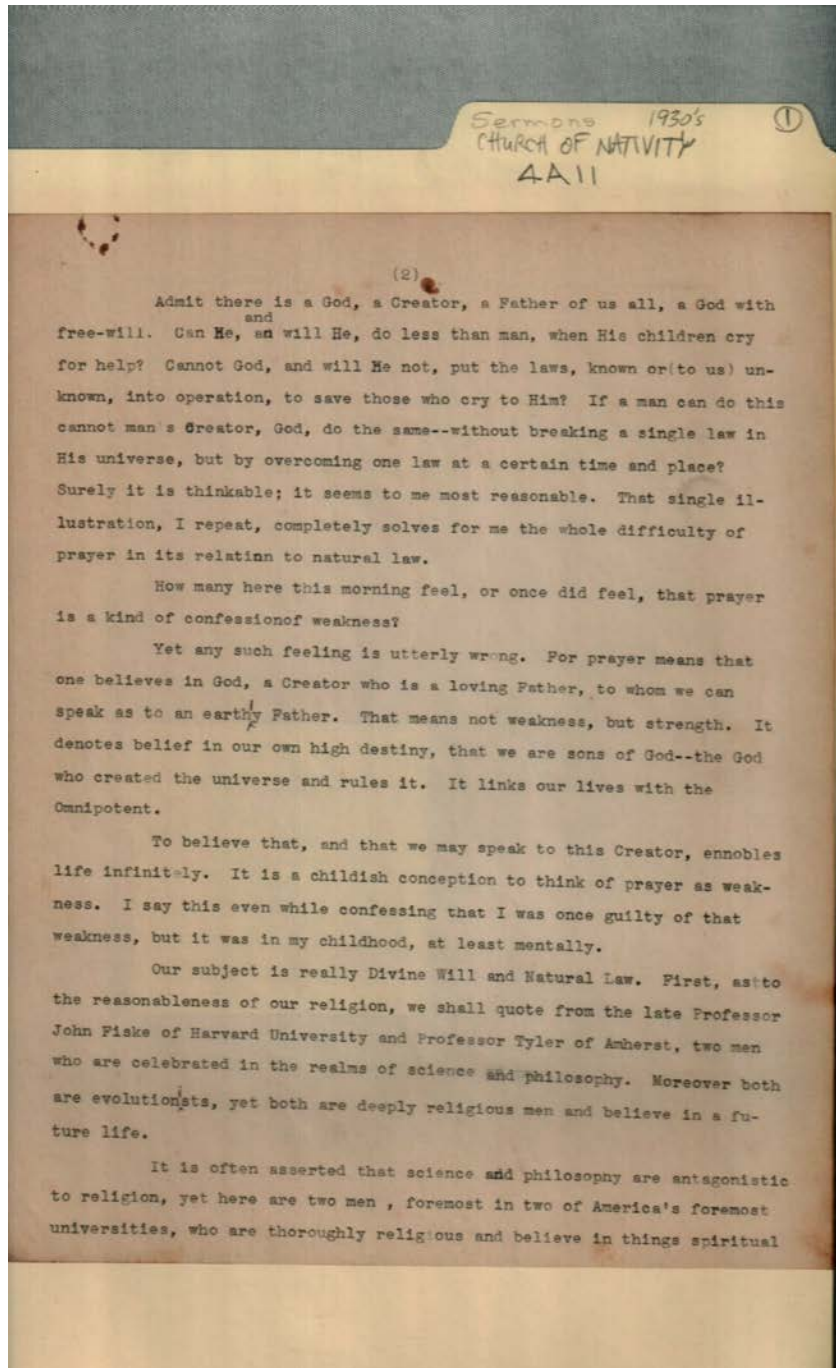 Sermons 1930's ①
CHURCH OF NATIVITY
4A11
(2)
Admit there is a God, a Creator, a Father of us all, a God with
and
free-will. Can He, an will He, do less than man, when His children cry
for help? Cannot God, and will He not, put the laws, known or(to us) un-
known, into operation, to save those who cry to Him? If a man can do this
cannot man s Creator, God, do the same--without breaking a single law in
His universe, but by overcoming one law at a certain time and place?
Surely it is thinkable; it seems to me most reasonable. That single il-
lustration, I repeat, completely solves for me the whole difficulty of
prayer in its relatinn to natural law.
How many here this morning feel, or once did feel, that prayer
is a kind of confessionof weakness?
Yet any such feeling is utterly wrong. For prayer means that
one believes in God, a Creator who is a loving Father, to whom we can
speak as to an earthly Father. That means not weakness, but strength. It
denotes belief in our own high destiny, that we are sons of God--the God
who created the universe and rules it. It links our lives with the
Omnipotent.
To believe that, and that we may speak to this Creator, ennobles
life infinitely. It is a childish conception to think of prayer as weak-
ness. I say this even while confessing that I was once guilty of that
weakness, but it was in my childhood, at least mentally.
Our subject is really Divine Will and Natural Law. First, as to
the reasonableness of our religion, we shall quote from the late Professor
John Fiske of Harvard University and Professor Tyler of Amherst, two men
who are celebrated in the realms of science and philosophy. Moreover both
are evolutionists, yet both are deeply religious men and believe in a fu-
ture life.
It is often asserted that science and philosophy are antagonistic
to religion, yet here are two men , foremost in two of America's foremost
universities, who are thoroughly religious and believe in things spiritual